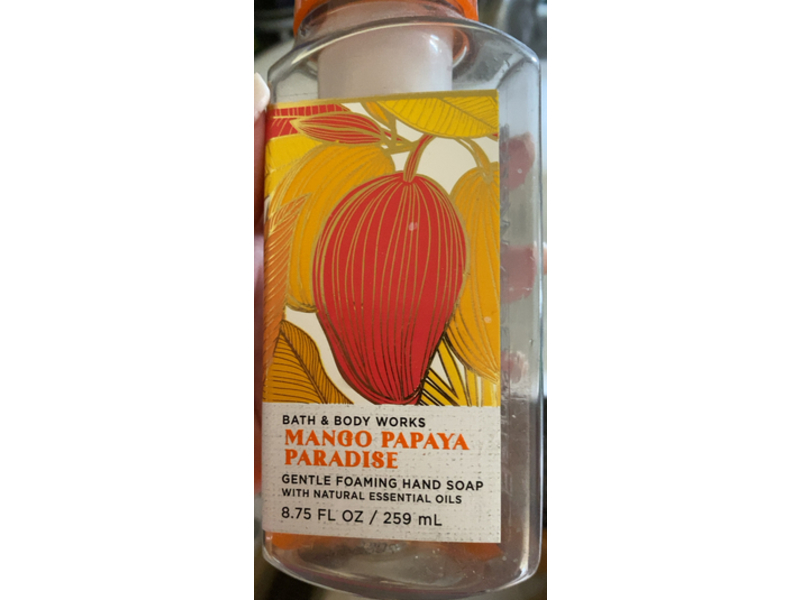 BATH & BODY WORKS
MANGO PAPAYA
PARADISE
GENTLE FOAMING HAND SOAP
WITH NATURAL ESSENTIAL OILS
8.75 FL OZ / 259 mL